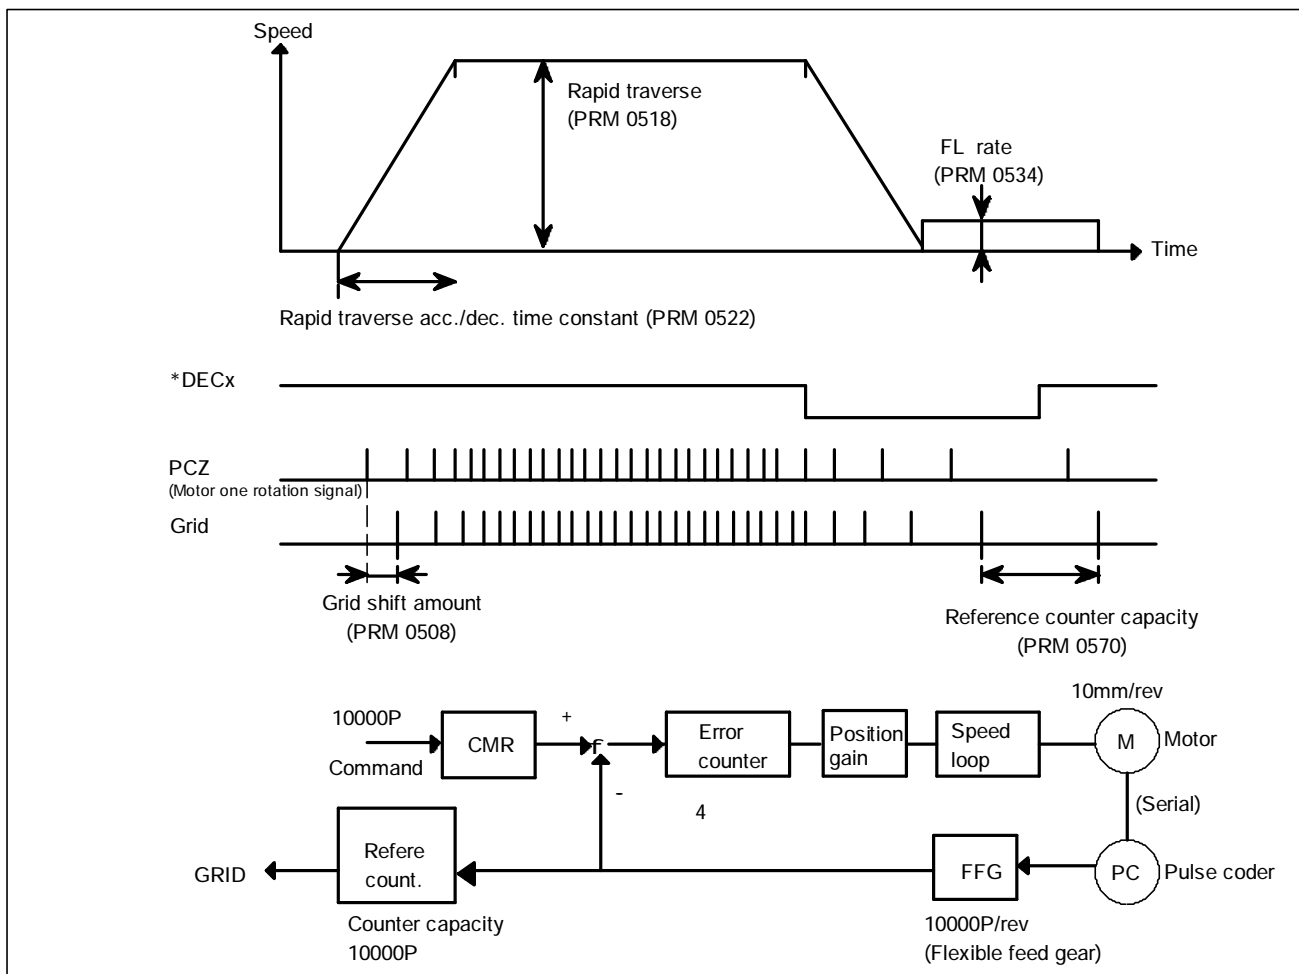 Speed
Rapid traverse
(PRM 0518)
FL rate
(PRM 0534)
Time
Rapid traverse acc./dec. time constant (PRM 0522)
*DECx
PCZ
(Motor one rotation signal)
Grid
Grid shift amount
(PRM 0508)
Reference counter capacity
(PRM 0570)
10mm/rev
10000P
Command
CMR
+
f
-
Error
counter
4
Position
gain
Speed
loop
M
Motor
(Serial)
GRID
Refere
count.
Counter capacity
10000P
FFG
10000P/rev
(Flexible feed gear)
PC
Pulse coder